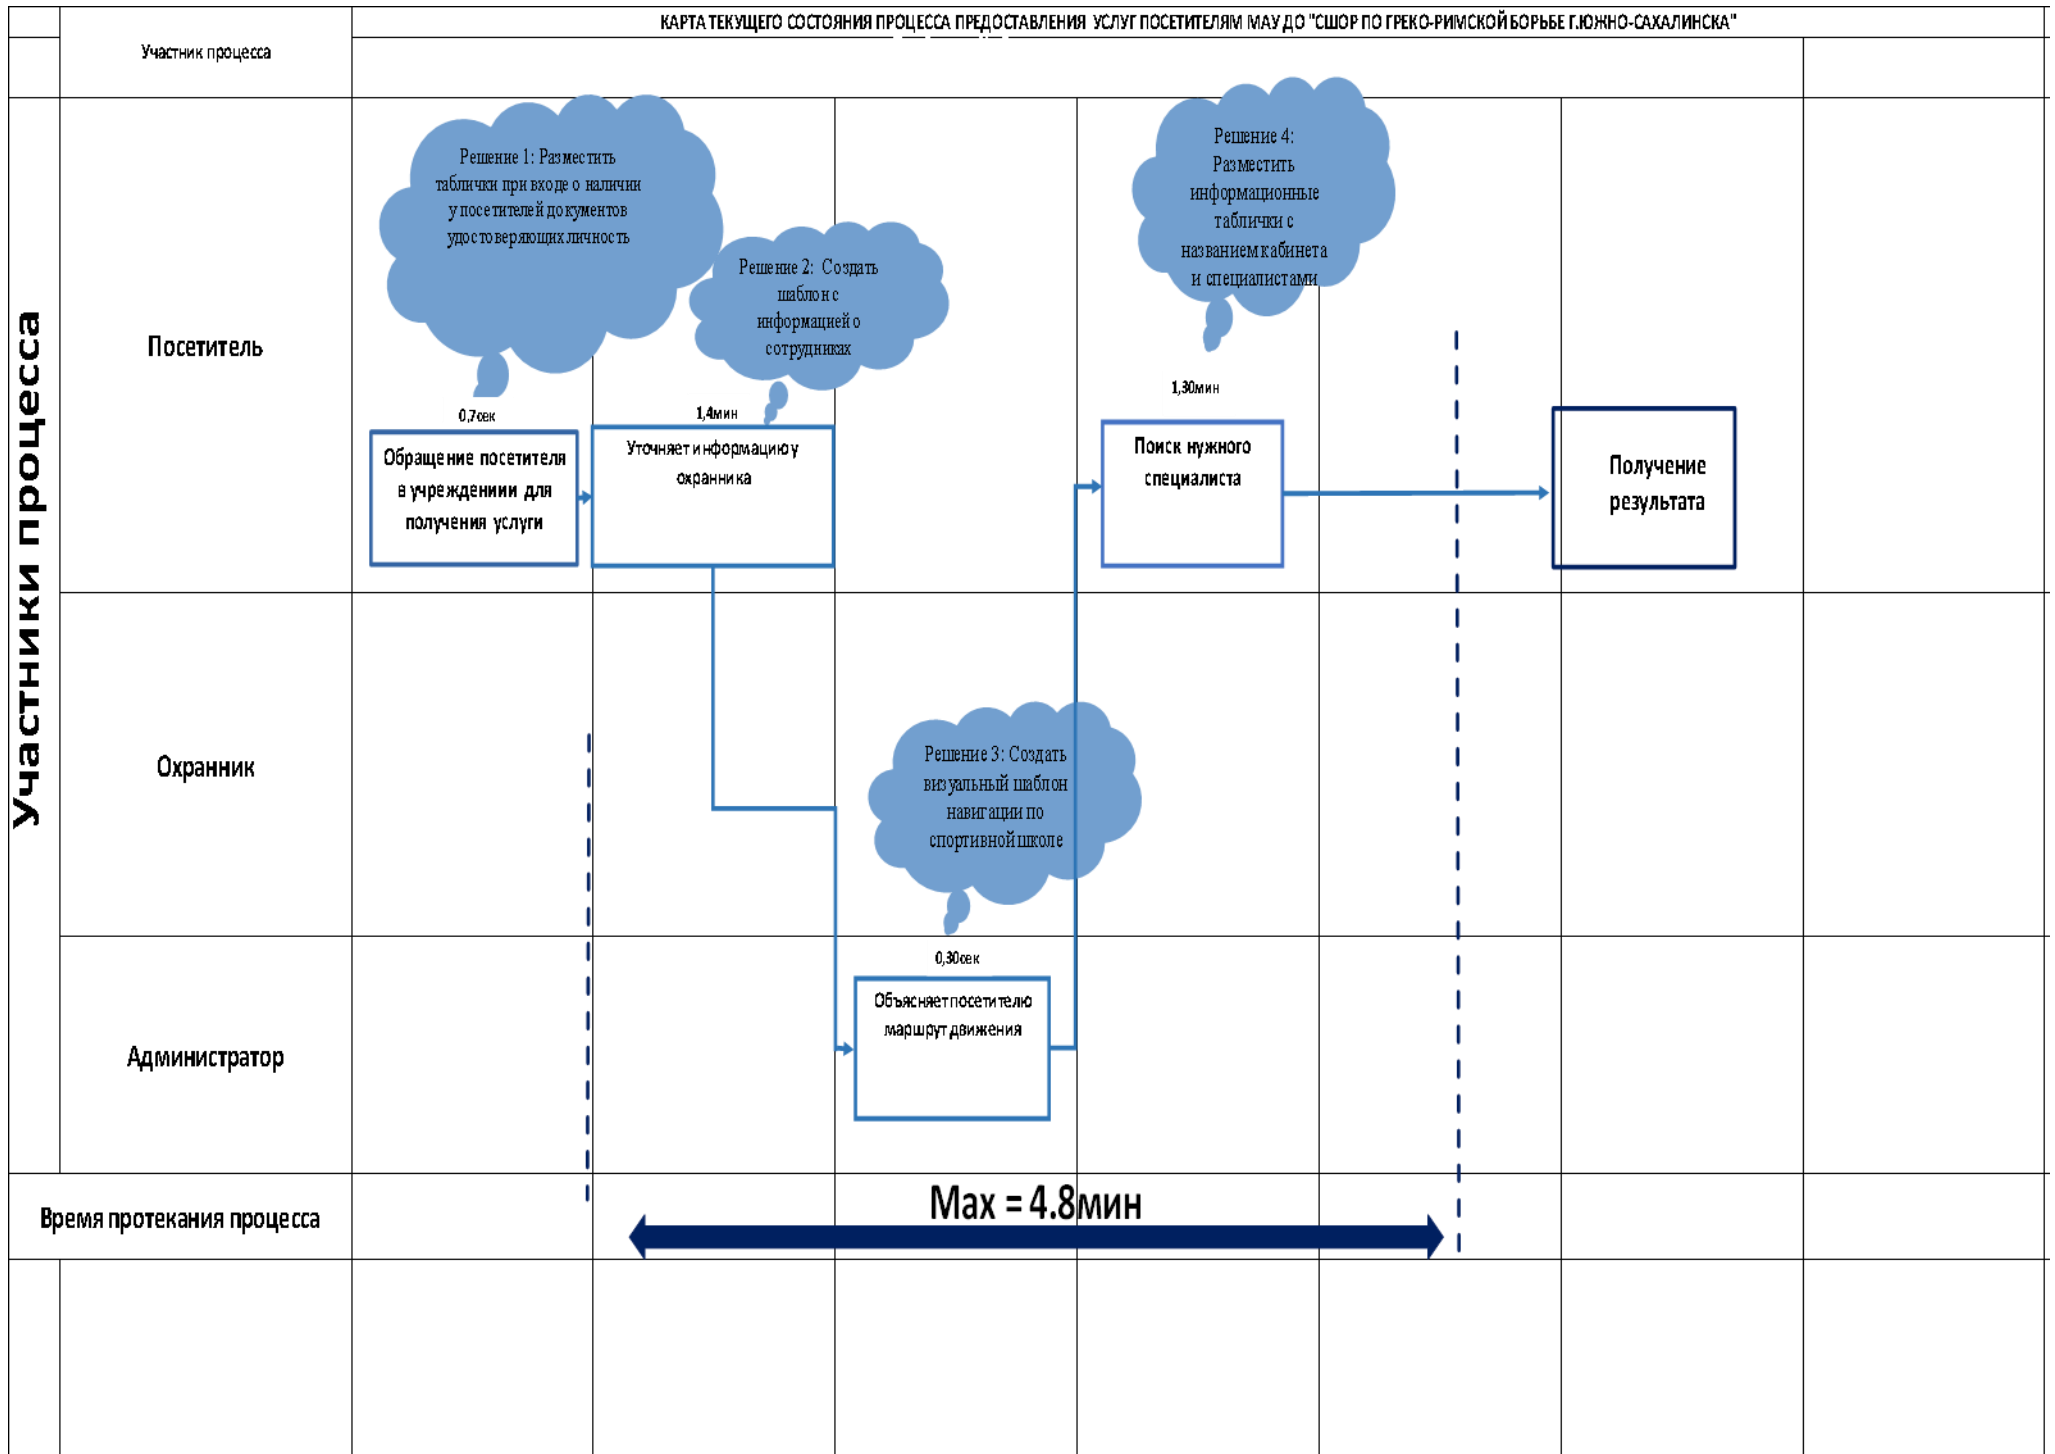 КАРТА ТЕКУЩЕГО СОСТОЯНИЯ ПРОЦЕССА ПРЕДОСТАВЛЕНИЯ УСЛУГ ПОСЕТИТЕЛЯМ МАУ ДО "СШОР ПО ГРЕКО-РИМСКОЙ БОРЬБЕ Г.ЮЖНО-САХАЛИНСКА"
Участник процесса
Участники процесса
Посетитель
Решение 1: Разместить
таблички при входе о наличии
у посетителей документов
удостоверяющих личность
Решение 2: Создать
шаблон с
информацией о
сотрудниках
Решение 4:
Разместить
информационные
таблички с
названием кабинета
и специалистами
0,7сек
Обращение посетителя
в учреждениии для
получения услуги
1,4мин
Уточняет информацию у
охранника
1,30мин
Поиск нужного
специалиста
Получение
результата
Охранник
Решение 3: Создать
визуальный шаблон
навигации по
спортивной школе
Администратор
0,30сек
Объясняет посетителю
маршрут движения
Время протекания процесса
Max = 4.8мин